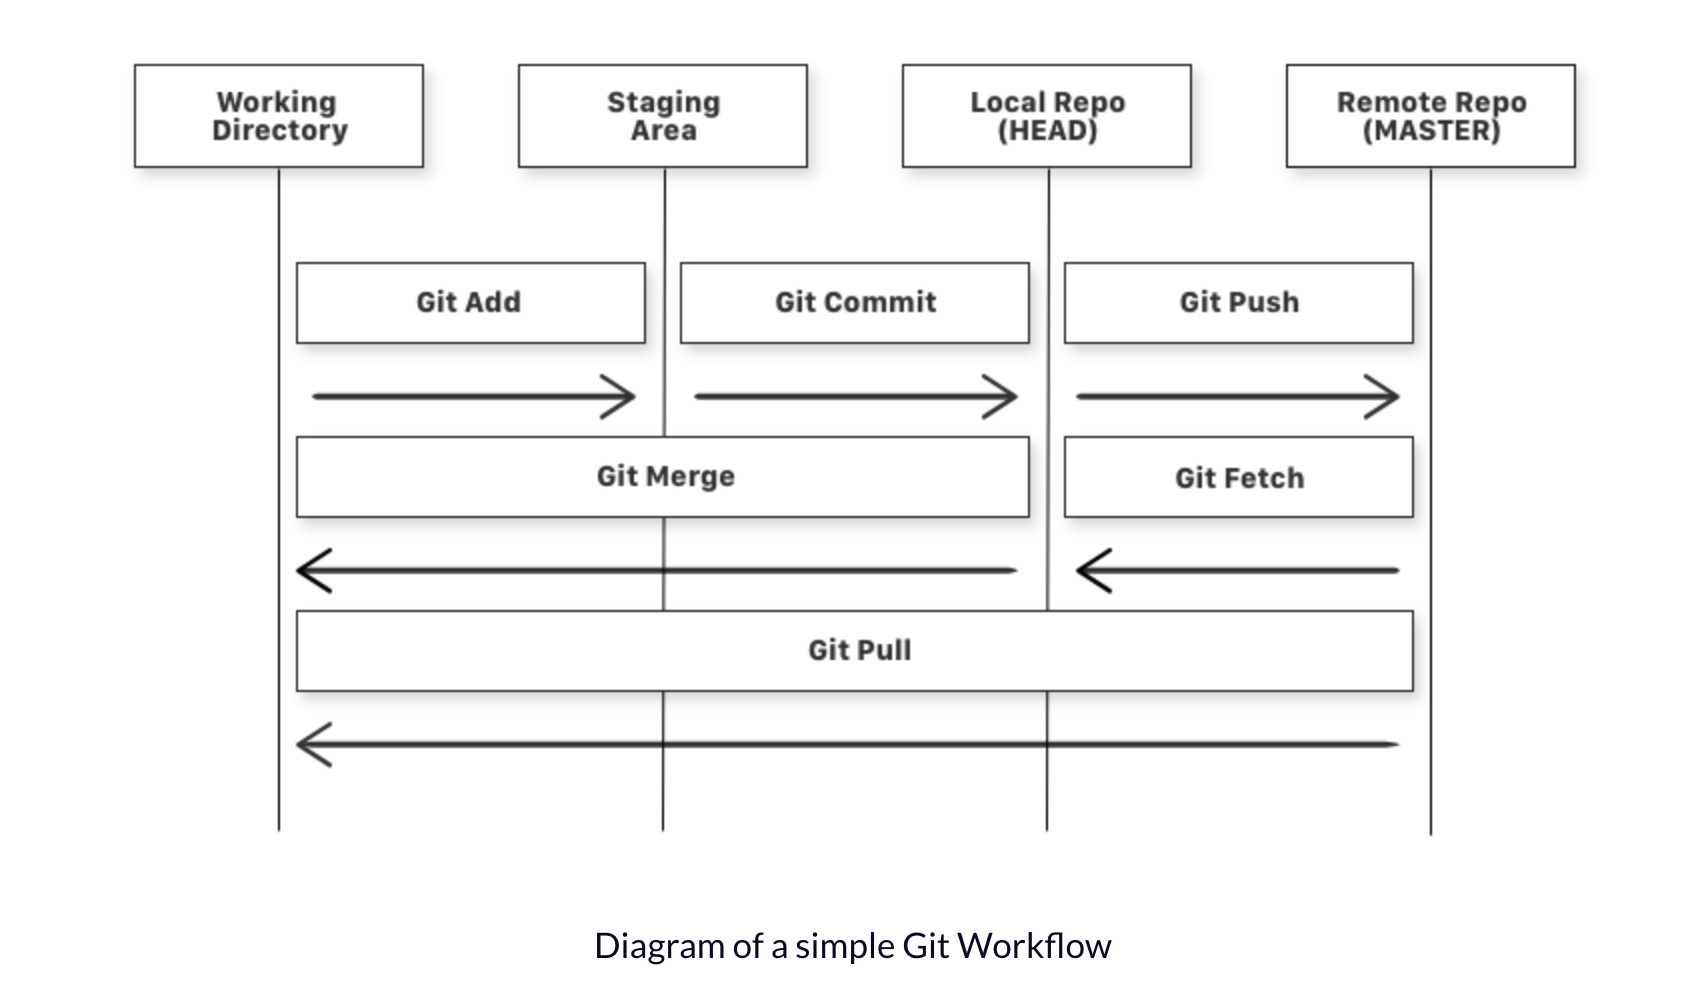 Working
Directory
Staging
Area
Local Repo
(HEAD)
Remote Repo
(MASTER)
Git Add
Git Commit
Git Push
Git Merge
Git Fetch
Git Pull
Diagram of a simple Git Workflow